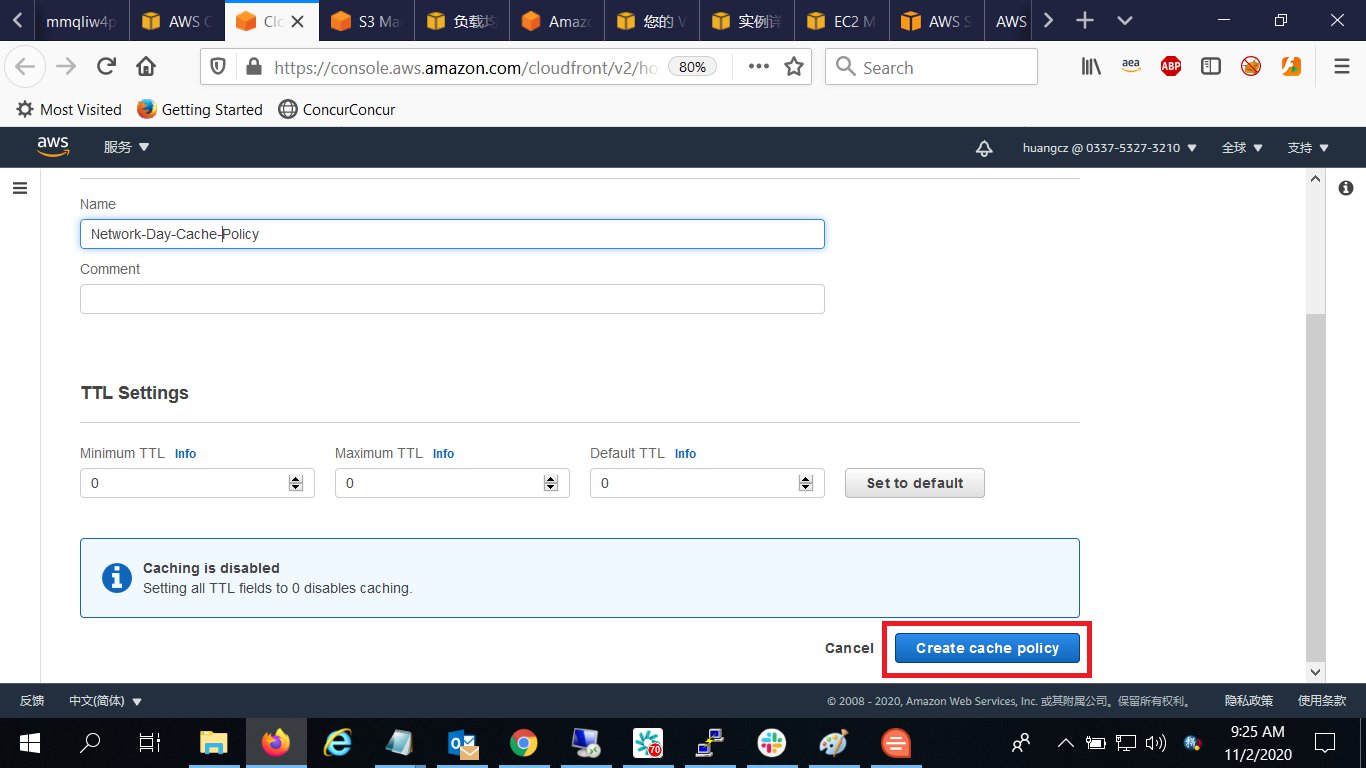 mmqliw4p
AWS C
Clo
S3 Ma
负载均
Amazo
您的 V
实例详
EC2 M
AWS S
AWS
https://console.aws.amazon.com/cloudfront/v2/ho
80%
Search
aea
ABP
Most Visited
Getting Started
ConcurConcur
aws
服务
huangcz @ 0337-5327-3210
全球
支持
Name
Network-Day-Cache-Policy
Comment
TTL Settings
Minimum TTL Info
Maximum TTL Info
Default TTL Info
0
0
0
Set to default
Caching is disabled
Setting all TTL fields to 0 disables caching.
Cancel
Create cache policy
反馈
中文(简体)
© 2008 - 2020, Amazon Web Services, Inc. 或其附属公司。保留所有权利。
隐私政策
使用条款
70
9:25 AM
11/2/2020